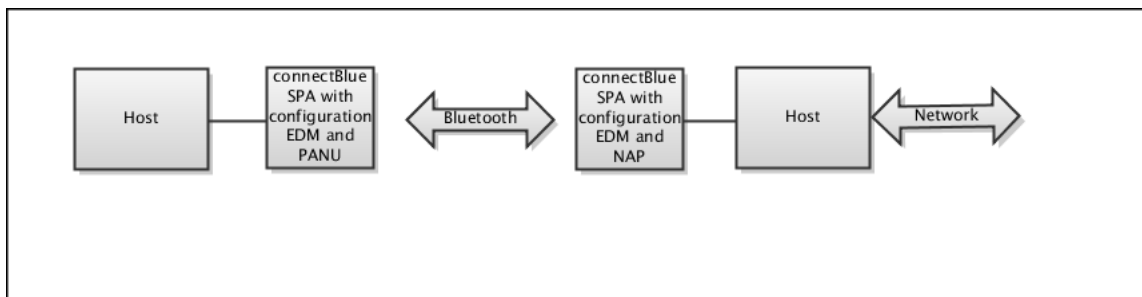 Host
connectBlue
SPA with
configuration
EDM and
PANU
Bluetooth
connectBlue
SPA with
configuration
EDM and
NAP
Host
Network